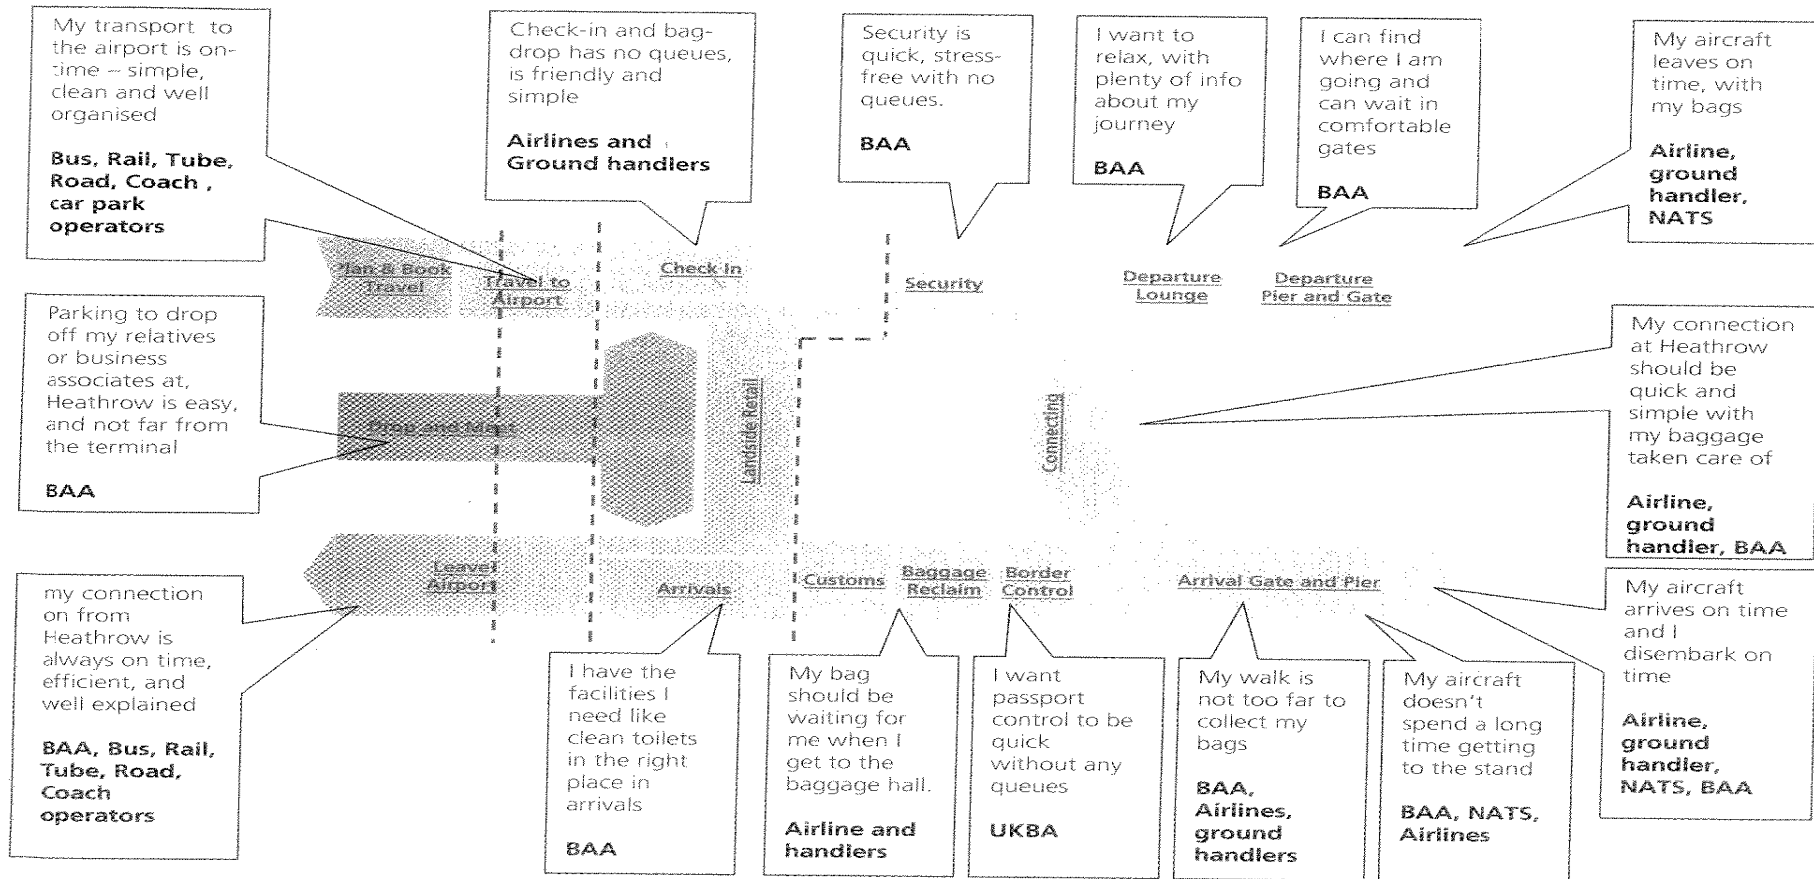 My transport to
the airport is on-
time – simple,
clean and well
organised
Bus, Rail, Tube,
Road, Coach ,
car park
operators
Check-in and bag-
drop has no queues,
is friendly and
simple
Airlines and
Ground handlers
Security is
quick, stress-
free with no
queues.
BAA
I want to
relax, with
plenty of info
about my
journey
BAA
I can find
where I am
going and
can wait in
comfortable
gates
BAA
My aircraft
leaves on
time, with
my bags
Airline,
ground
handler,
NATS
Plan & Book
Travel
Travel to
Airport
Check In
Security
Departure
Lounge
Departure
Pier and Gate
Parking to drop
off my relatives
or business
associates at,
Heathrow is easy,
and not far from
the terminal
BAA
Drop and Meet
Landside Retail
Connecting
My connection
at Heathrow
should be
quick and
simple with
my baggage
taken care of
Airline,
ground
handler, BAA
Leave
Airport
Arrivals
Customs
Baggage
Reclaim
Border
Control
Arrival Gate and Pier
my connection
on from
Heathrow is
always on time,
efficient, and
well explained
BAA, Bus, Rail,
Tube, Road,
Coach
operators
I have the
facilities I
need like
clean toilets
in the right
place in
arrivals
BAA
My bag
should be
waiting for
me when I
get to the
baggage hall.
Airline and
handlers
I want
passport
control to be
quick
without any
queues
UKBA
My walk is
not too far to
collect my
bags
BAA,
Airlines,
ground
handlers
My aircraft
doesn't
spend a long
time getting
to the stand
BAA, NATS,
Airlines
My aircraft
arrives on time
and I
disembark on
time
Airline,
ground
handler,
NATS, BAA